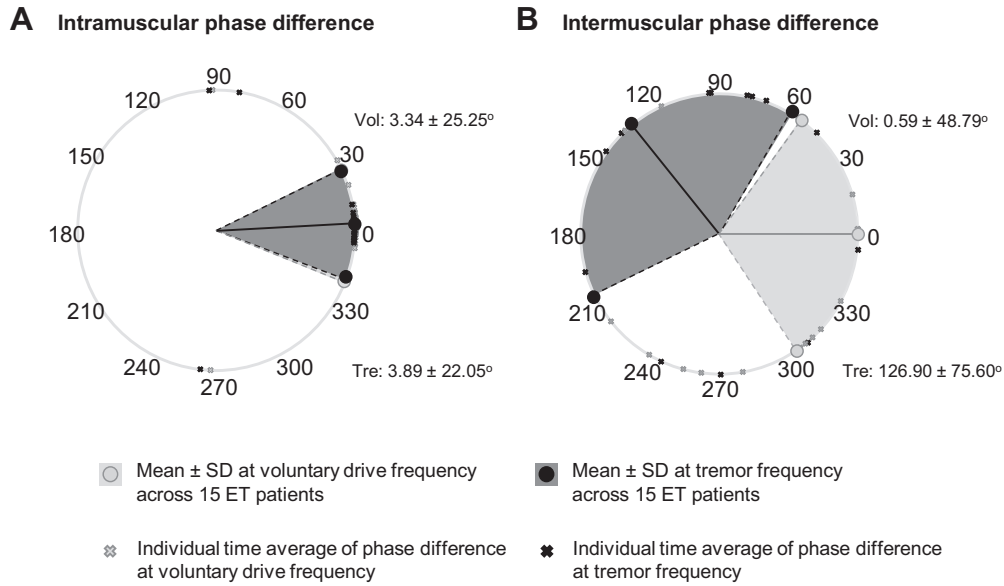 A Intramuscular phase difference
90
120
60
Vol: 3.34 ± 25.25º
150
30
180
0
210
330
240
300
270
Tre: 3.89 ± 22.05º
B Intermuscular phase difference
90
120
60
Vol: 0.59 ± 48.79º
150
30
180
0
210
330
240
300
270
Tre: 126.90 ± 75.60º
Mean ± SD at voluntary drive frequency
across 15 ET patients
Mean ± SD at tremor frequency
across 15 ET patients
Individual time average of phase difference
at voluntary drive frequency
Individual time average of phase difference
at tremor frequency